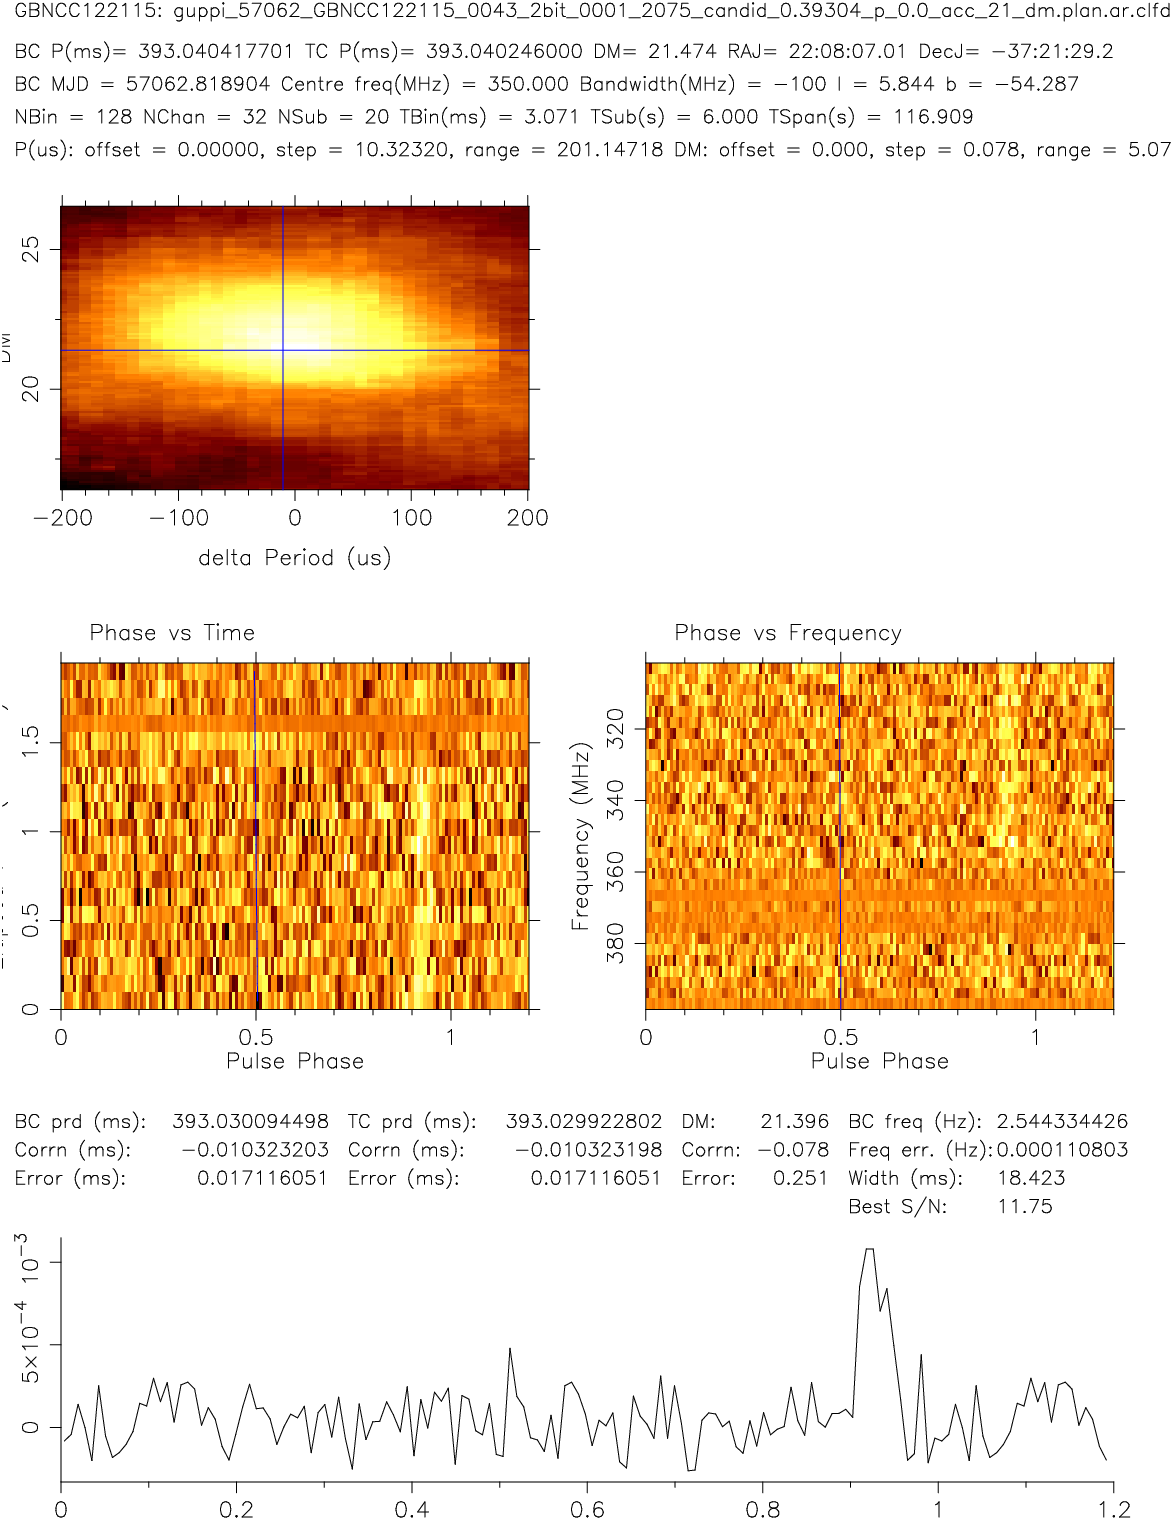 GBNCC122115: guppi_57062_GBNCC122115_0043_2bit_0001_2075_candid_0.39304_p_0.0_acc_21_dm.plan.ar.clfd
BC P(ms)= 393.040417701 TC P(ms)= 393.040246000 DM= 21.474 RAJ= 22:08:07.01 DecJ= −37:21:29.2
BC MJD = 57062.818904 Centre freq(MHz) = 350.000 Bandwidth(MHz) = −100 l = 5.844 b = −54.287
NBin = 128 NChan = 32 NSub = 20 TBin(ms) = 3.071 TSub(s) = 6.000 TSpan(s) = 116.909
P(us): offset = 0.00000, step = 10.32320, range = 201.14718 DM: offset = 0.000, step = 0.078, range = 5.07
25
20
DM
−200 −100 0 100 200
delta Period (us)
Phase vs Time
1.5
1
0.5
0
0 0.5 1
Pulse Phase
Phase vs Frequency
Frequency (MHz)
320
340
360
380
0 0.5 1
Pulse Phase
BC prd (ms): 393.030094498 TC prd (ms): 393.029922802 DM: 21.396 BC freq (Hz): 2.544334426
Corrn (ms): −0.010323203 Corrn (ms): −0.010323198 Corrn: −0.078 Freq err. (Hz): 0.000110803
Error (ms): 0.017116051 Error (ms): 0.017116051 Error: 0.251 Width (ms): 18.423
Best S/N: 11.75
10−3
5×10−4
0
0 0.2 0.4 0.6 0.8 1 1.2